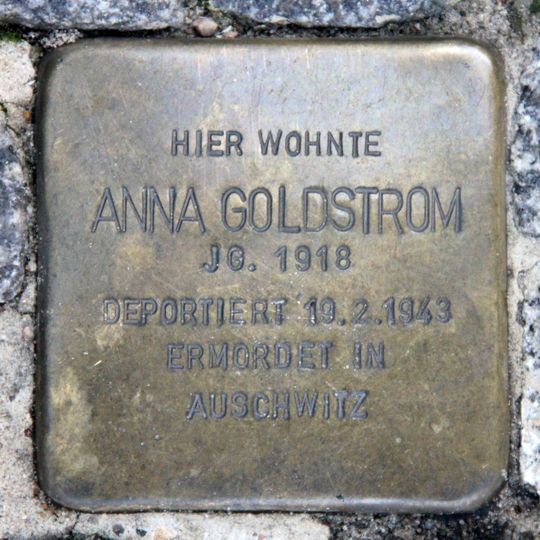 HIER WOHNTE
ANNA GOLDSTROM
JG. 1918
DEPORTIERT 19.2.1943
ERMORDET IN
AUSCHWITZ